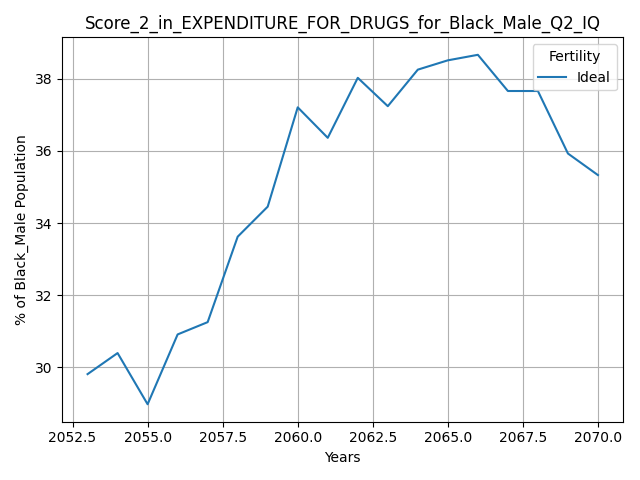 Score_2_in_EXPENDITURE_FOR_DRUGS_for_Black_Male_Q2_IQ
Fertility
Ideal
% of Black_Male Population
38
36
34
32
30
2052.5 2055.0 2057.5 2060.0 2062.5 2065.0 2067.5 2070.0
Years